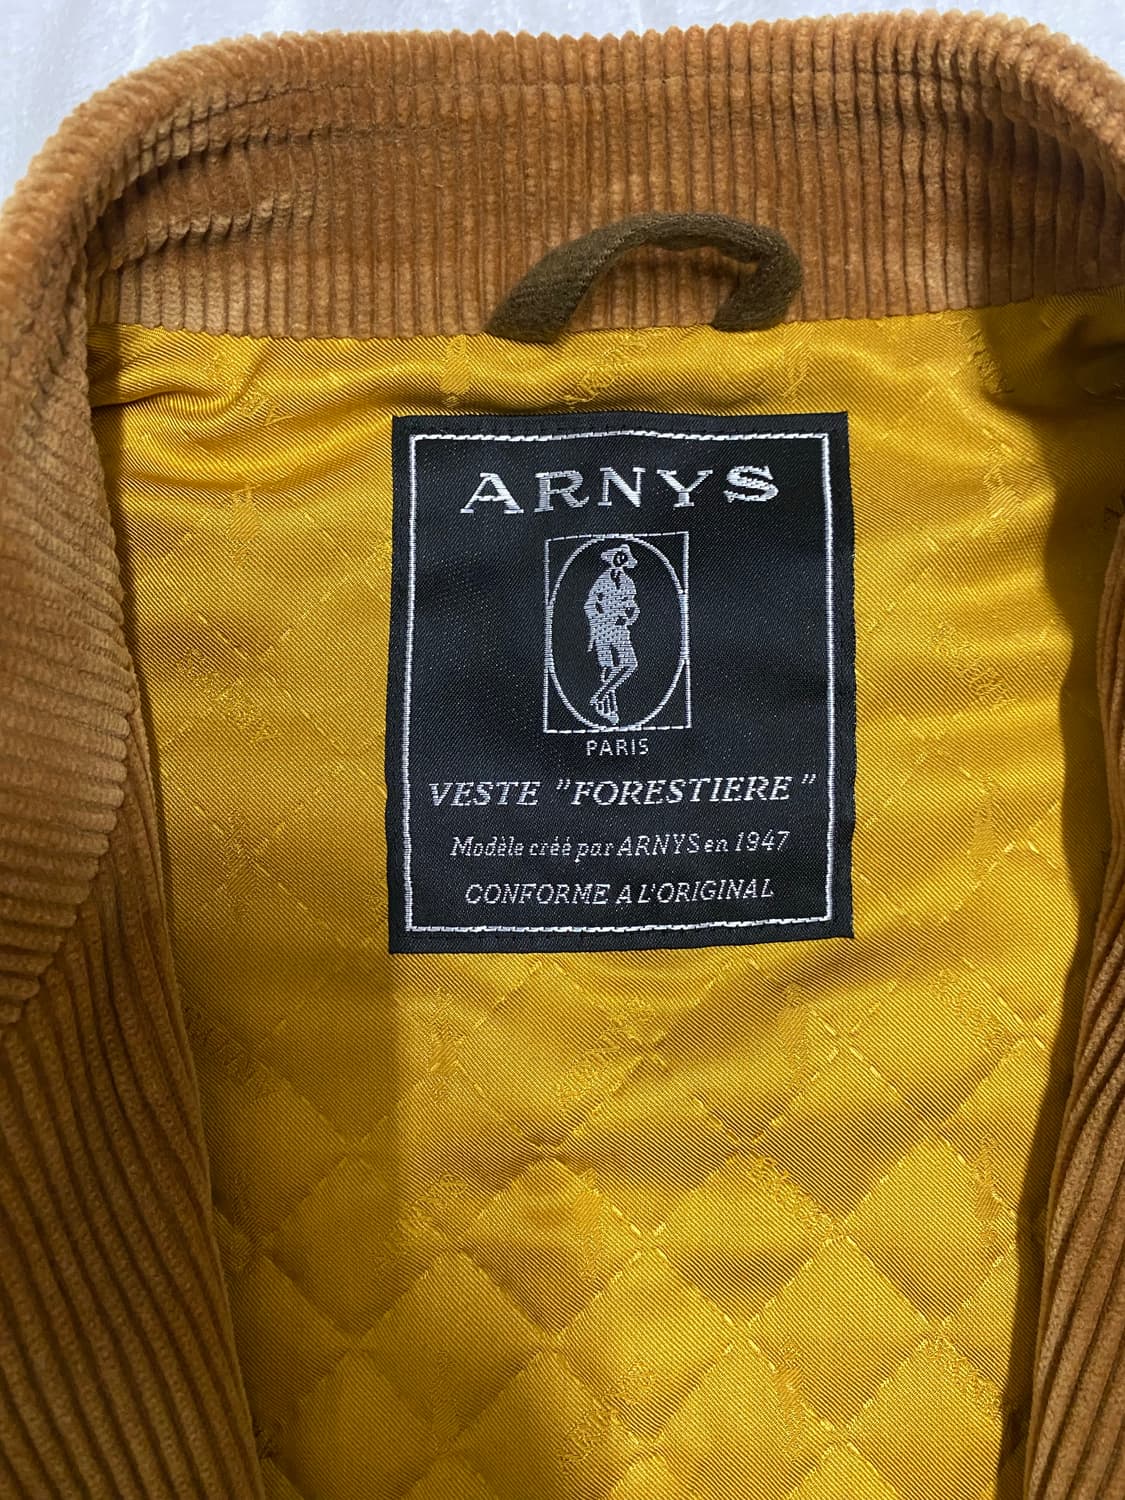 ARNYS
PARIS
VESTE "FORESTIERE"
Modèle créé par ARNYS en 1947
CONFORME A L'ORIGINAL